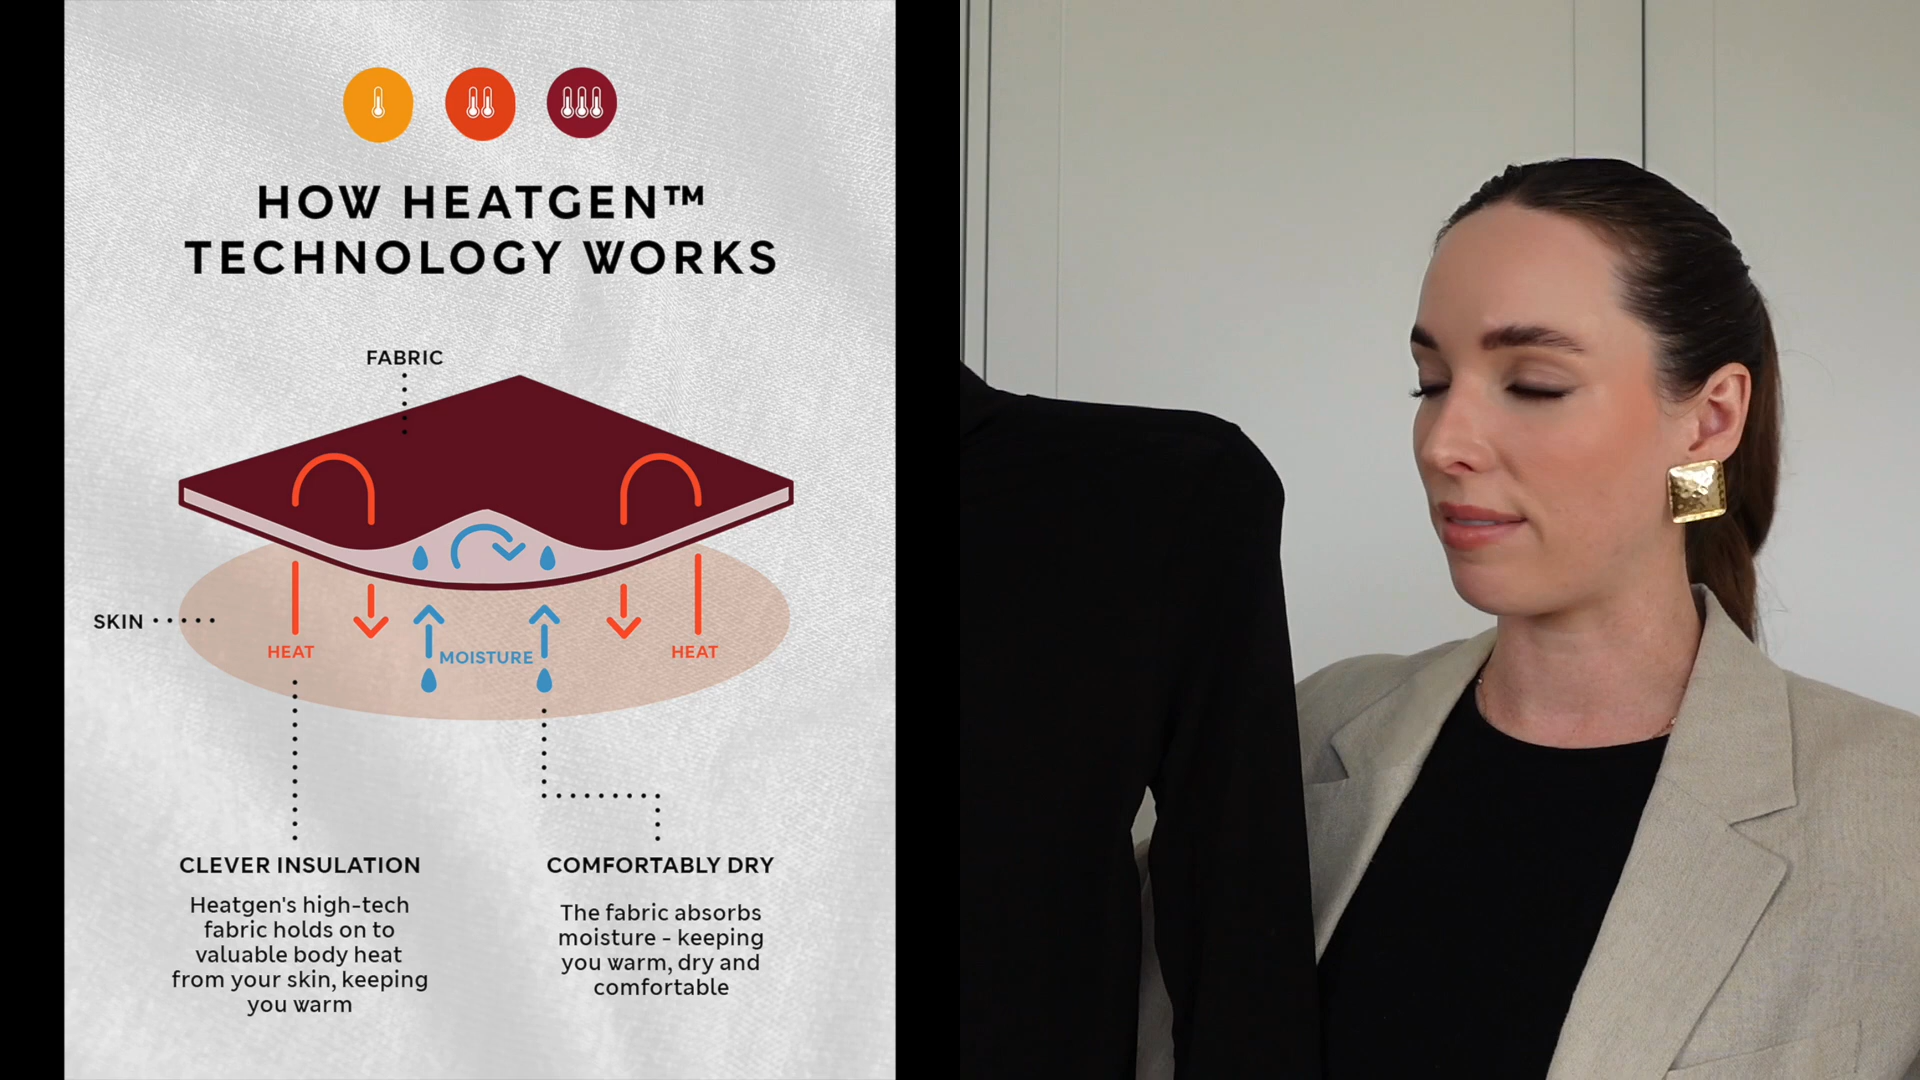 HOW HEATGEN™
TECHNOLOGY WORKS
FABRIC
SKIN
HEAT
MOISTURE
HEAT
CLEVER INSULATION
Heatgen's high-tech
fabric holds on to
valuable body heat
from your skin, keeping
you warm
COMFORTABLY DRY
The fabric absorbs
moisture - keeping
you warm, dry and
comfortable